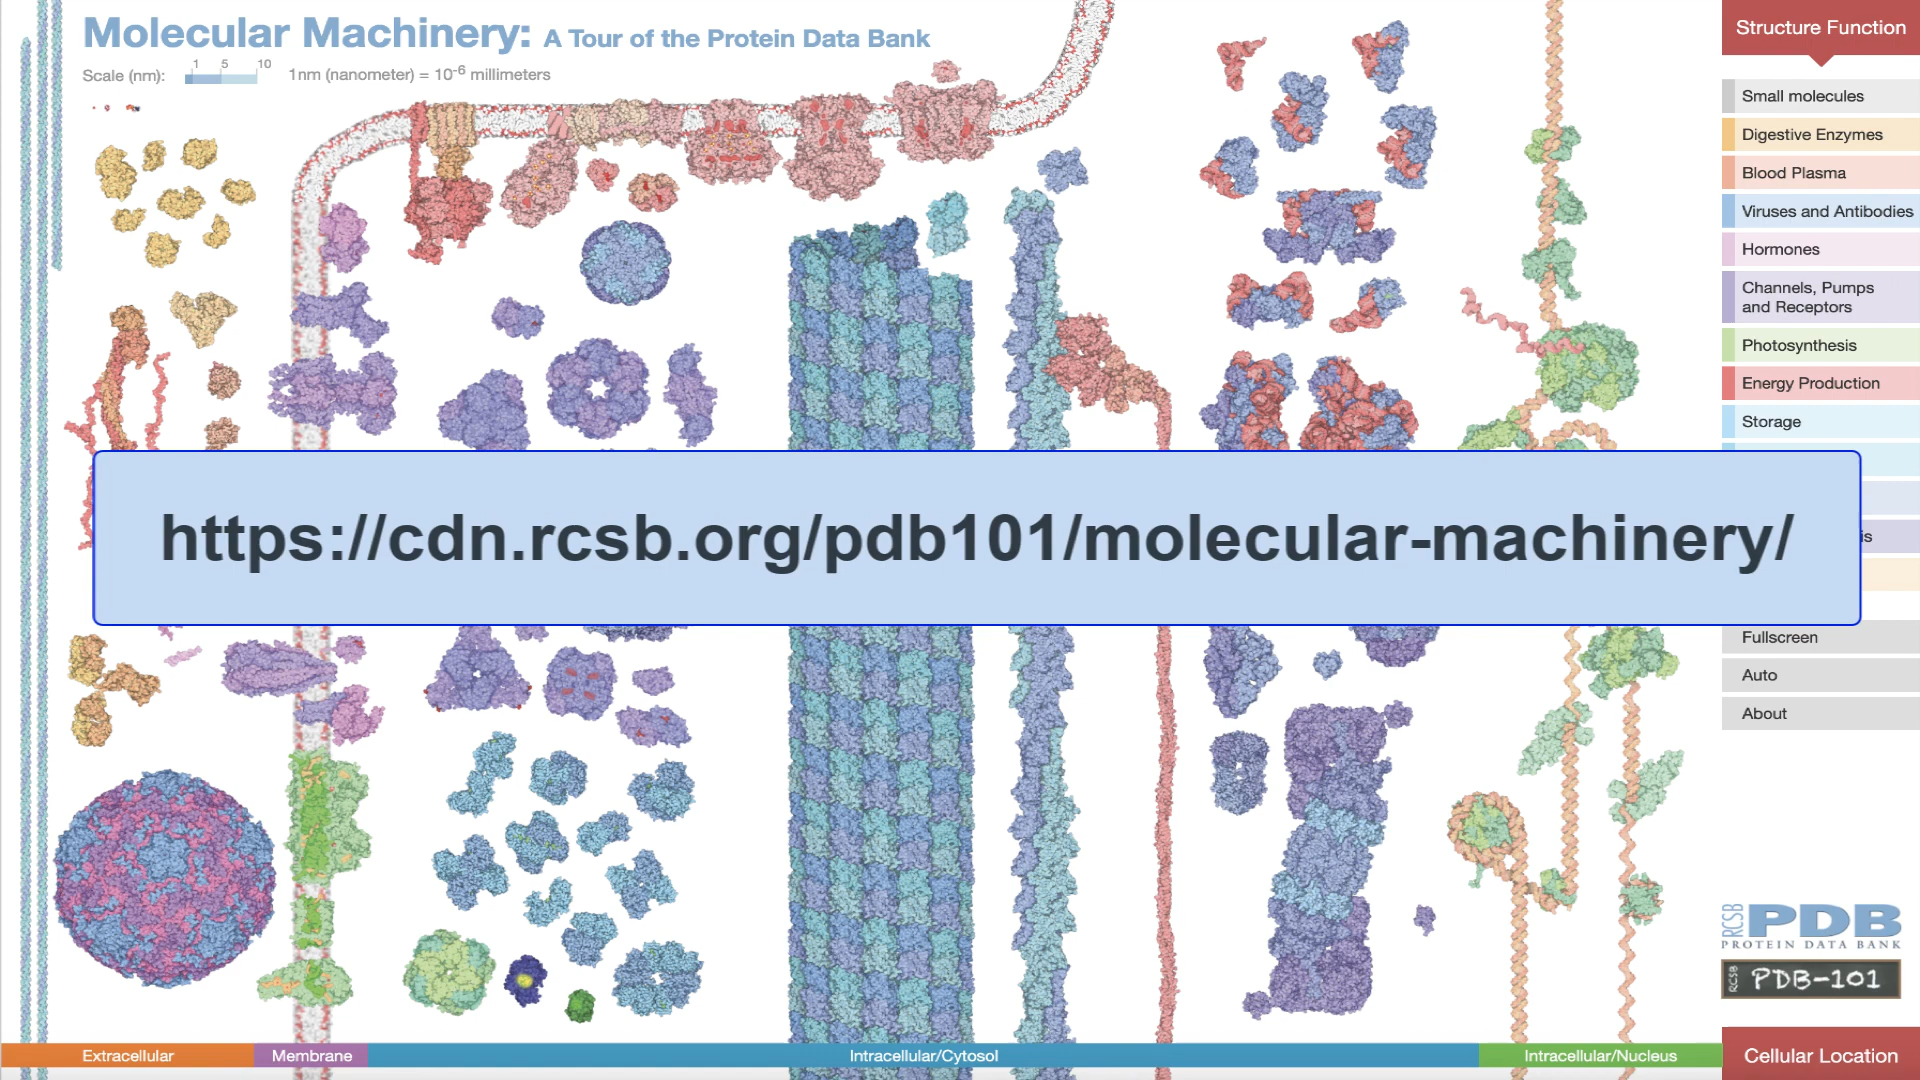 Molecular Machinery: A Tour of the Protein Data Bank
Scale (nm): 1 5 10 1nm (nanometer) = 10⁻⁶ millimeters
Structure Function
Small molecules
Digestive Enzymes
Blood Plasma
Viruses and Antibodies
Hormones
Channels, Pumps
and Receptors
Photosynthesis
Energy Production
Storage
https://cdn.rcsb.org/pdb101/molecular-machinery/
is
Fullscreen
Auto
About
RCSB PDB
PROTEIN DATA BANK
RCSB PDB-101
Extracellular
Membrane
Intracellular/Cytosol
Intracellular/Nucleus
Cellular Location